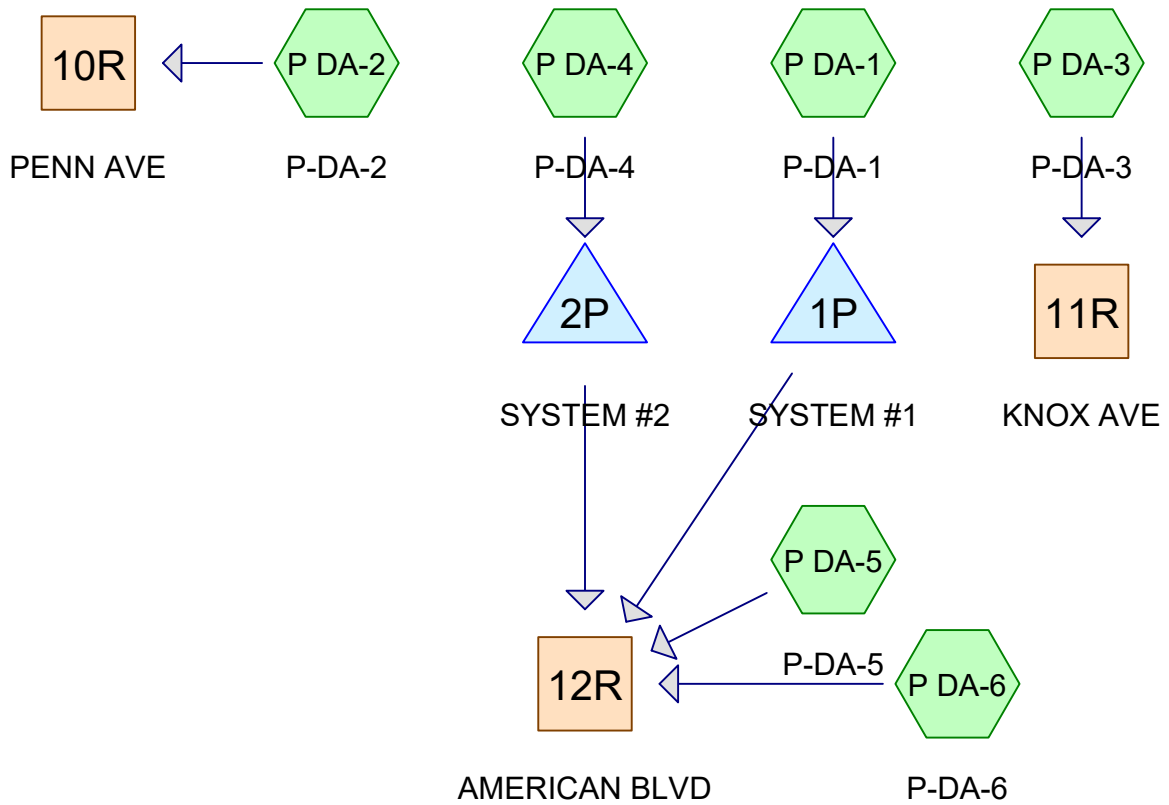 10R
P DA-2
P DA-4
P DA-1
P DA-3
PENN AVE
P-DA-2
P-DA-4
P-DA-1
P-DA-3
2P
1P
11R
SYSTEM #2
SYSTEM #1
KNOX AVE
P DA-5
P-DA-5
12R
P DA-6
AMERICAN BLVD
P-DA-6